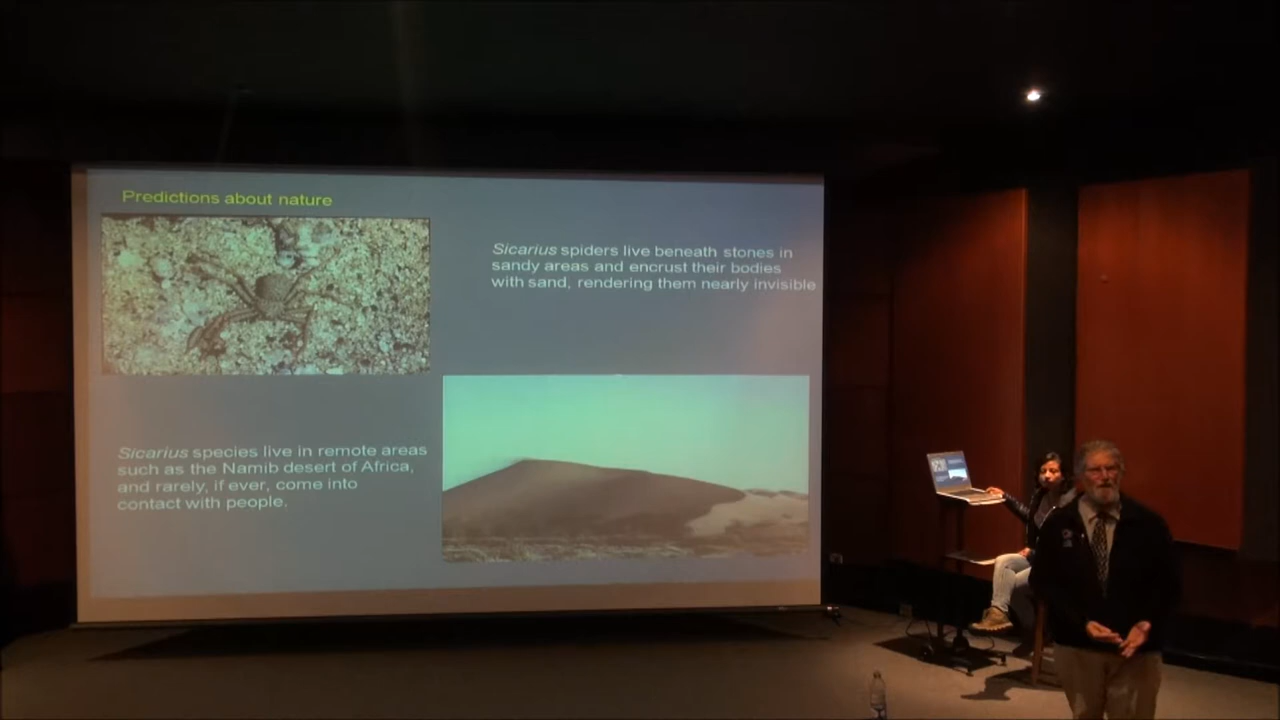 Predictions about nature
Sicarius spiders live beneath stones in
sandy areas and encrust their bodies
with sand, rendering them nearly invisible
Sicarius species live in remote areas
such as the Namib desert of Africa,
and rarely, if ever, come into
contact with people.